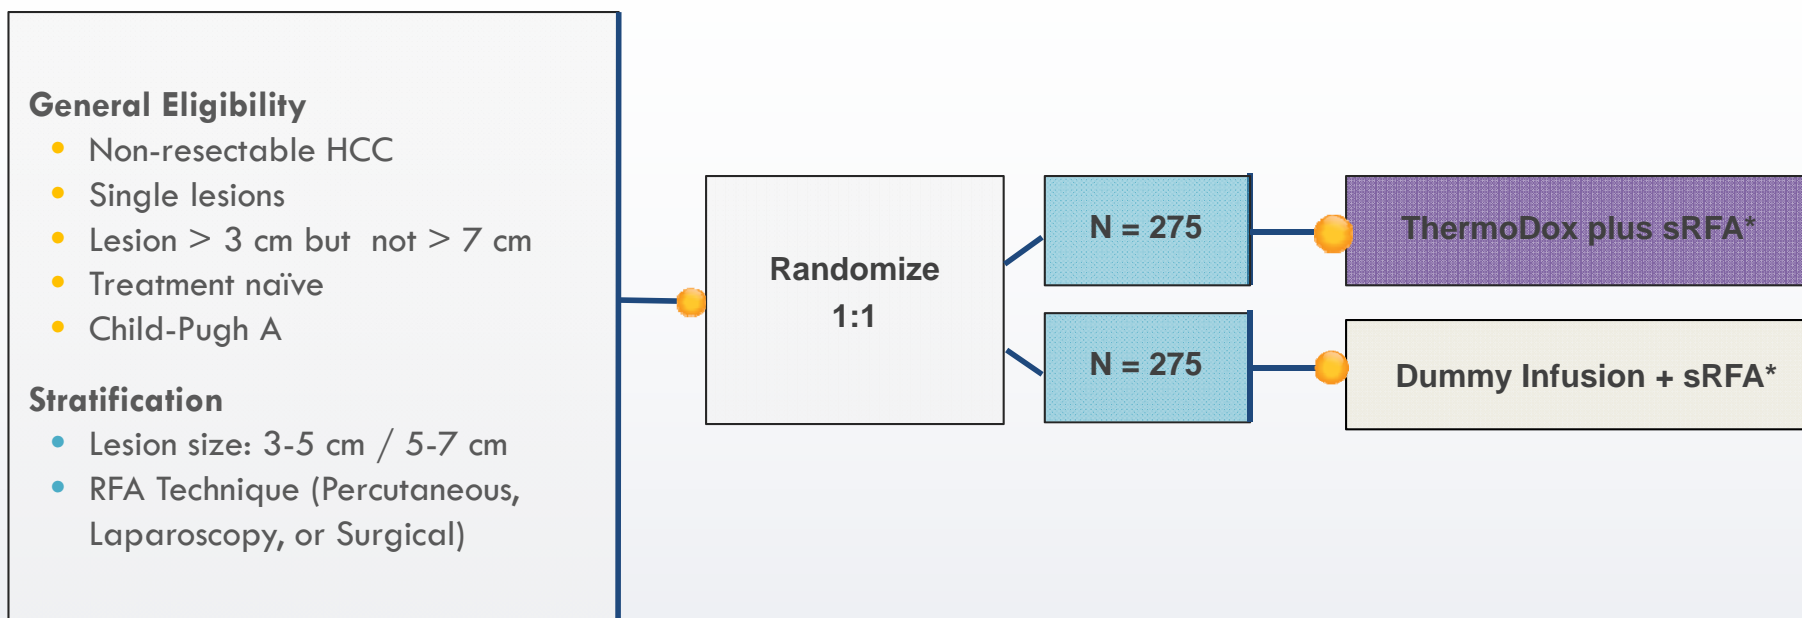 General Eligibility
• Non-resectable HCC
• Single lesions
• Lesion > 3 cm but not > 7 cm
• Treatment naïve
• Child-Pugh A
Stratification
• Lesion size: 3-5 cm / 5-7 cm
• RFA Technique (Percutaneous,
Laparoscopy, or Surgical)
Randomize
1:1
N = 275
ThermoDox plus sRFA*
N = 275
Dummy Infusion + sRFA*